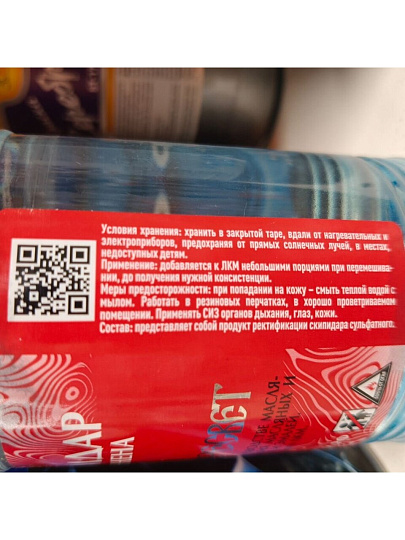 Условия хранения: хранить в закрытой таре, вдали от нагревательных и
электроприборов, предохраняя от прямых солнечных лучей, в местах,
недоступных детям.
Применение: добавляется к ЛКМ небольшими порциями при перемешива-
нии, до получения нужной консистенции.
Меры предосторожности: при попадании на кожу – смыть теплой водой с
мылом. Работать в резиновых перчатках, в хорошо проветриваемом
помещении. Применять СИЗ органов дыхания, глаз, кожи.
Состав: представляет собой продукт ректификации скипидара сульфатного.